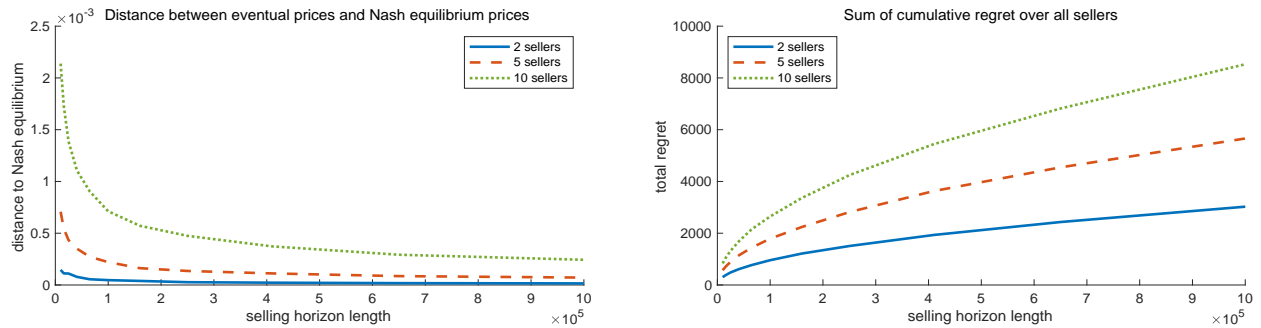 Distance between eventual prices and Nash equilibrium prices
×10⁻³
2.5
2
1.5
1
0.5
0
distance to Nash equilibrium
2 sellers
5 sellers
10 sellers
0 1 2 3 4 5 6 7 8 9 10
selling horizon length
×10⁵
Sum of cumulative regret over all sellers
10000
8000
6000
4000
2000
0
total regret
2 sellers
5 sellers
10 sellers
0 1 2 3 4 5 6 7 8 9 10
selling horizon length
×10⁵